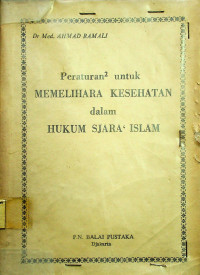 Dr Med. AHMAD RAMALI
Peraturan² untuk
MEMELIHARA KESEHATAN
dalam
HUKUM SJARA' ISLAM
P.N. BALAI PUSTAKA
Djakarta